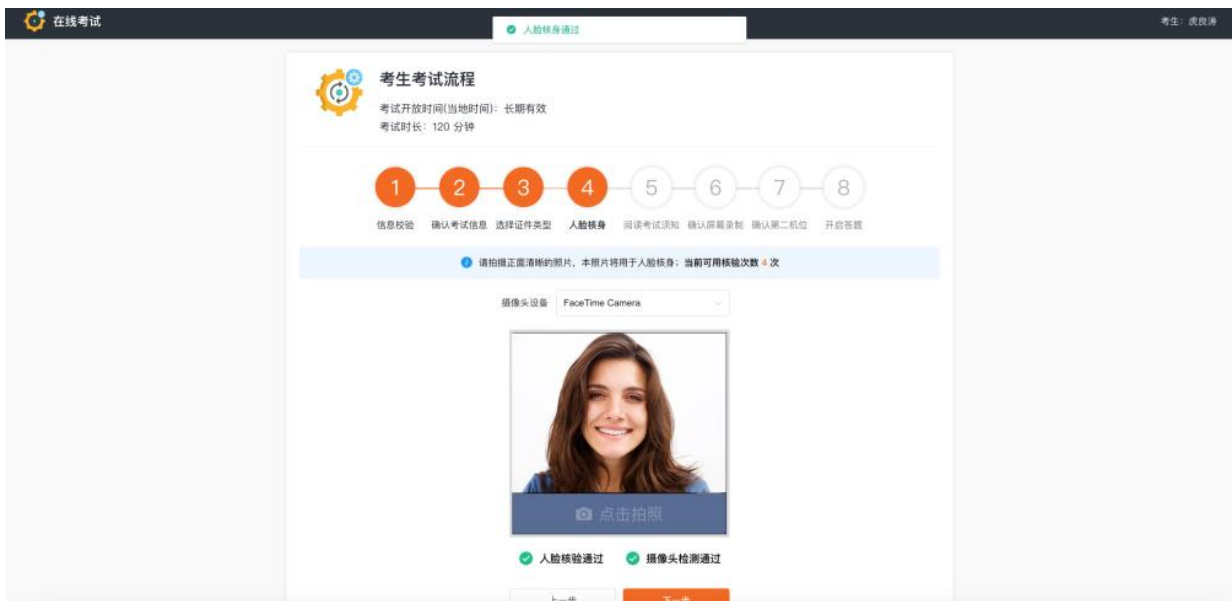 在线考试
人脸核身通过
考生：虎良涛
考生考试流程
考试开放时间(当地时间)：长期有效
考试时长：120 分钟
1 2 3 4 5 6 7 8
信息校验 确认考试信息 选择证件类型 人脸核身 阅读考试须知 确认屏幕录制 确认第二机位 开启答题
请拍摄正面清晰的照片，本照片将用于人脸核身；当前可用核验次数 4 次
摄像头设备 FaceTime Camera
点击拍照
人脸核验通过 摄像头检测通过
上一步 下一步